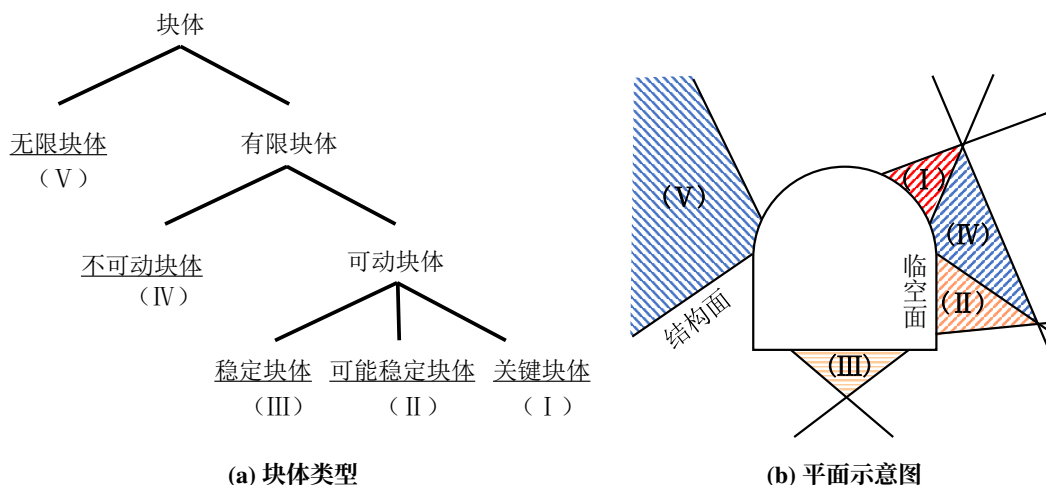 块体
无限块体
（Ⅴ）
有限块体
不可动块体
（Ⅳ）
可动块体
稳定块体
（Ⅲ）
可能稳定块体
（Ⅱ）
关键块体
（Ⅰ）
(a) 块体类型
(Ⅴ)
(Ⅰ)
(Ⅳ)
(Ⅱ)
(Ⅲ)
结构面
临空面
(b) 平面示意图